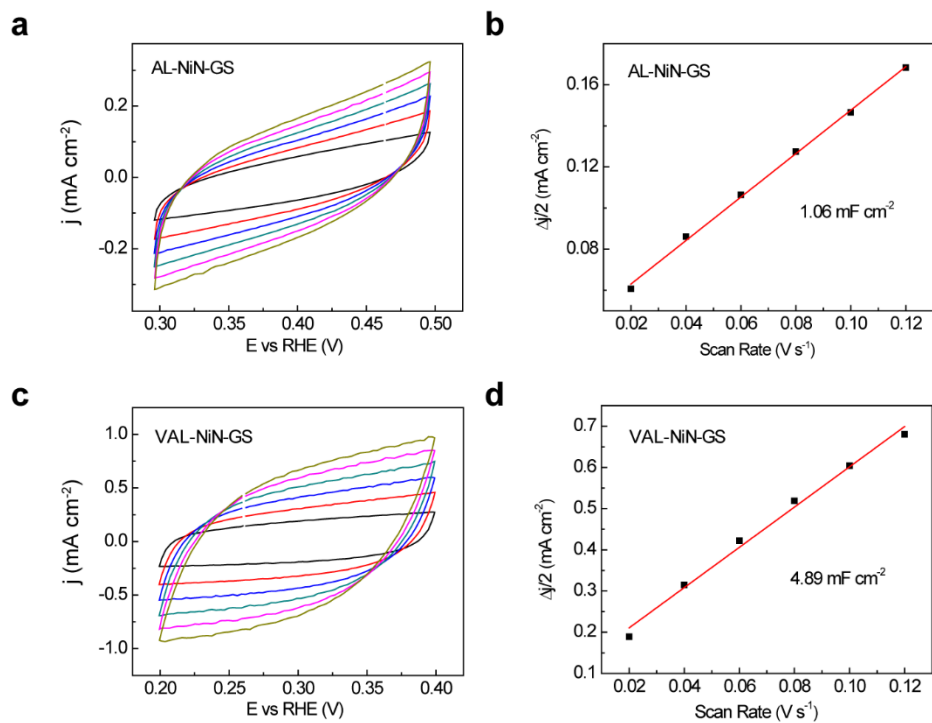 a
AL-NiN-GS
j (mA cm⁻²)
0.2
0.0
-0.2
0.30 0.35 0.40 0.45 0.50
E vs RHE (V)
b
AL-NiN-GS
Δj/2 (mA cm⁻²)
0.16
0.12
0.08
1.06 mF cm⁻²
0.02 0.04 0.06 0.08 0.10 0.12
Scan Rate (V s⁻¹)
c
VAL-NiN-GS
j (mA cm⁻²)
1.0
0.5
0.0
-0.5
-1.0
0.20 0.25 0.30 0.35 0.40
E vs RHE (V)
d
VAL-NiN-GS
Δj/2 (mA cm⁻²)
0.7
0.6
0.5
0.4
0.3
0.2
0.1
4.89 mF cm⁻²
0.02 0.04 0.06 0.08 0.10 0.12
Scan Rate (V s⁻¹)